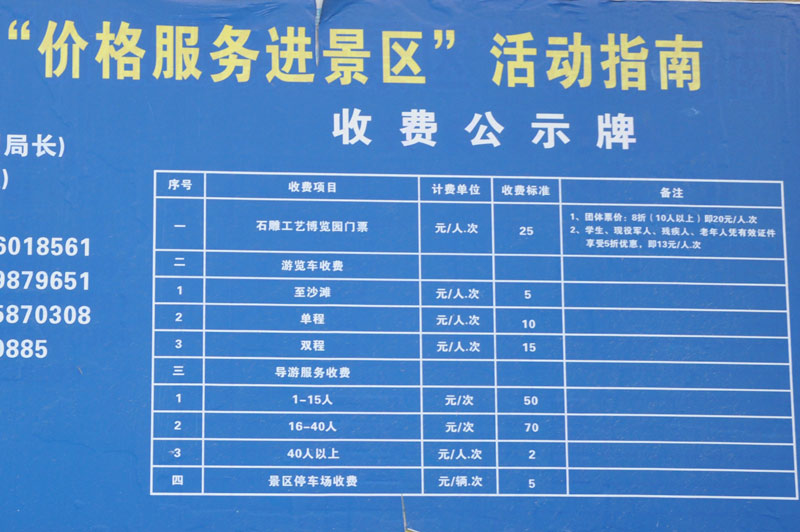 “价格服务进景区”活动指南
收费公示牌
局长)
)
6018561
9879651
5870308
9885
序号 收费项目 计费单位 收费标准 备注
一 石雕工艺博览园门票 元/人.次 25 1、团体票价：8折（10人以上）即20元/人.次
2、学生、现役军人、残疾人、老年人凭有效证件
享受5折优惠，即13元/人.次
二 游览车收费
1 至沙滩 元/人.次 5
2 单程 元/人.次 10
3 双程 元/人.次 15
三 导游服务收费
1 1-15人 元/次 50
2 16-40人 元/次 70
3 40人以上 元/人.次 2
四 景区停车场收费 元/辆.次 5